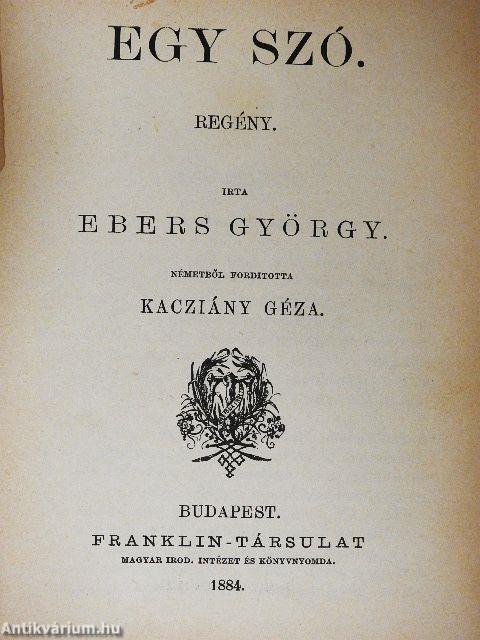 EGY SZÓ.
REGÉNY.
IRTA
EBERS GYÖRGY.
NÉMETBŐL FORDITOTTA
KACZIÁNY GÉZA.
BUDAPEST.
FRANKLIN-TÁRSULAT
MAGYAR IROD. INTÉZET ÉS KÖNYVNYOMDA.
1884.
Antikvárium.hu